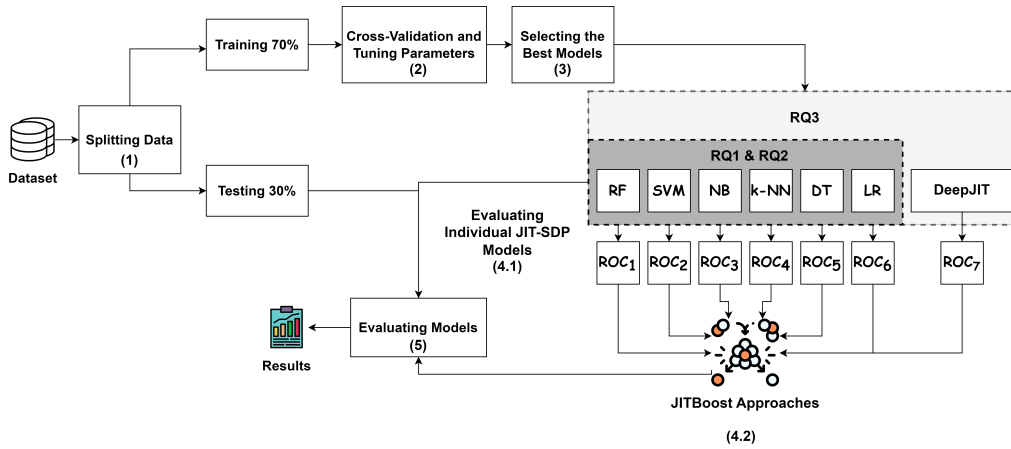 Training 70%
Cross-Validation and
Tuning Parameters
(2)
Selecting the
Best Models
(3)
RQ3
RQ1 & RQ2
Splitting Data
(1)
Dataset
Testing 30%
RF
SVM
NB
k-NN
DT
LR
DeepJIT
Evaluating
Individual JIT-SDP
Models
(4.1)
ROC1
ROC2
ROC3
ROC4
ROC5
ROC6
ROC7
Evaluating Models
(5)
Results
JITBoost Approaches
(4.2)